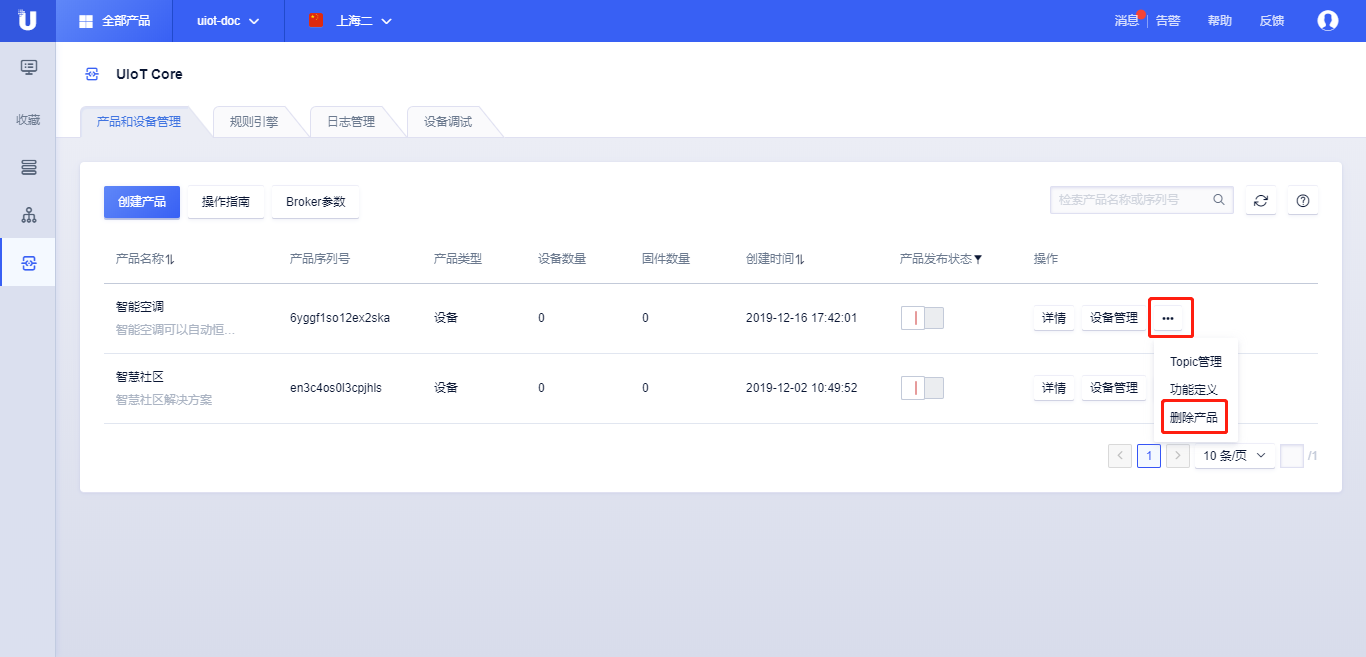 U 全部产品 uiot-doc 上海二 消息 告警 帮助 反馈
UIoT Core
收藏
产品和设备管理 规则引擎 日志管理 设备调试
创建产品 操作指南 Broker参数 检索产品名称或序列号
产品名称 产品序列号 产品类型 设备数量 固件数量 创建时间 产品发布状态 操作
智能空调
智能空调可以自动恒...
6yggf1so12ex2ska 设备 0 0 2019-12-16 17:42:01 详情 设备管理 •••
Topic管理
功能定义
删除产品
智慧社区
智慧社区解决方案
en3c4os0l3cpjhls 设备 0 0 2019-12-02 10:49:52 详情 设备管理
< 1 > 10 条/页 /1